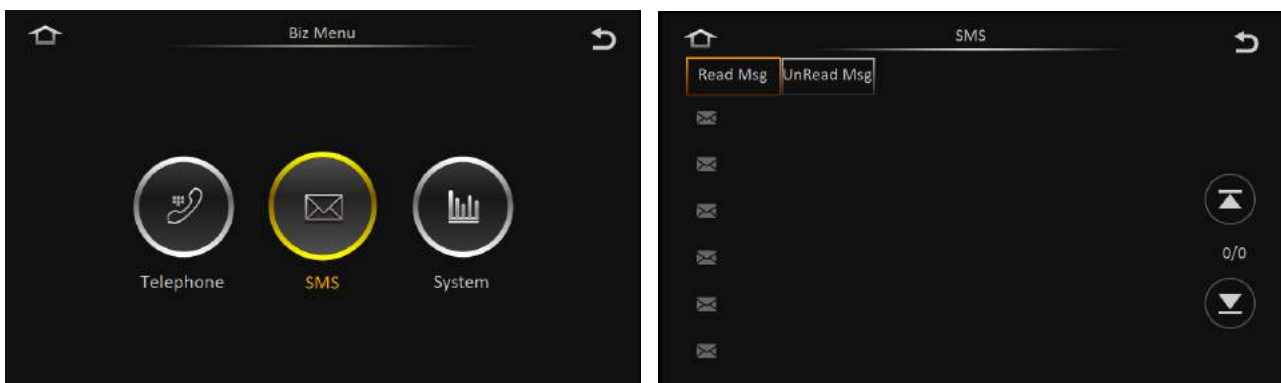 Biz Menu
Telephone
SMS
System
SMS
Read Msg
UnRead Msg
0/0